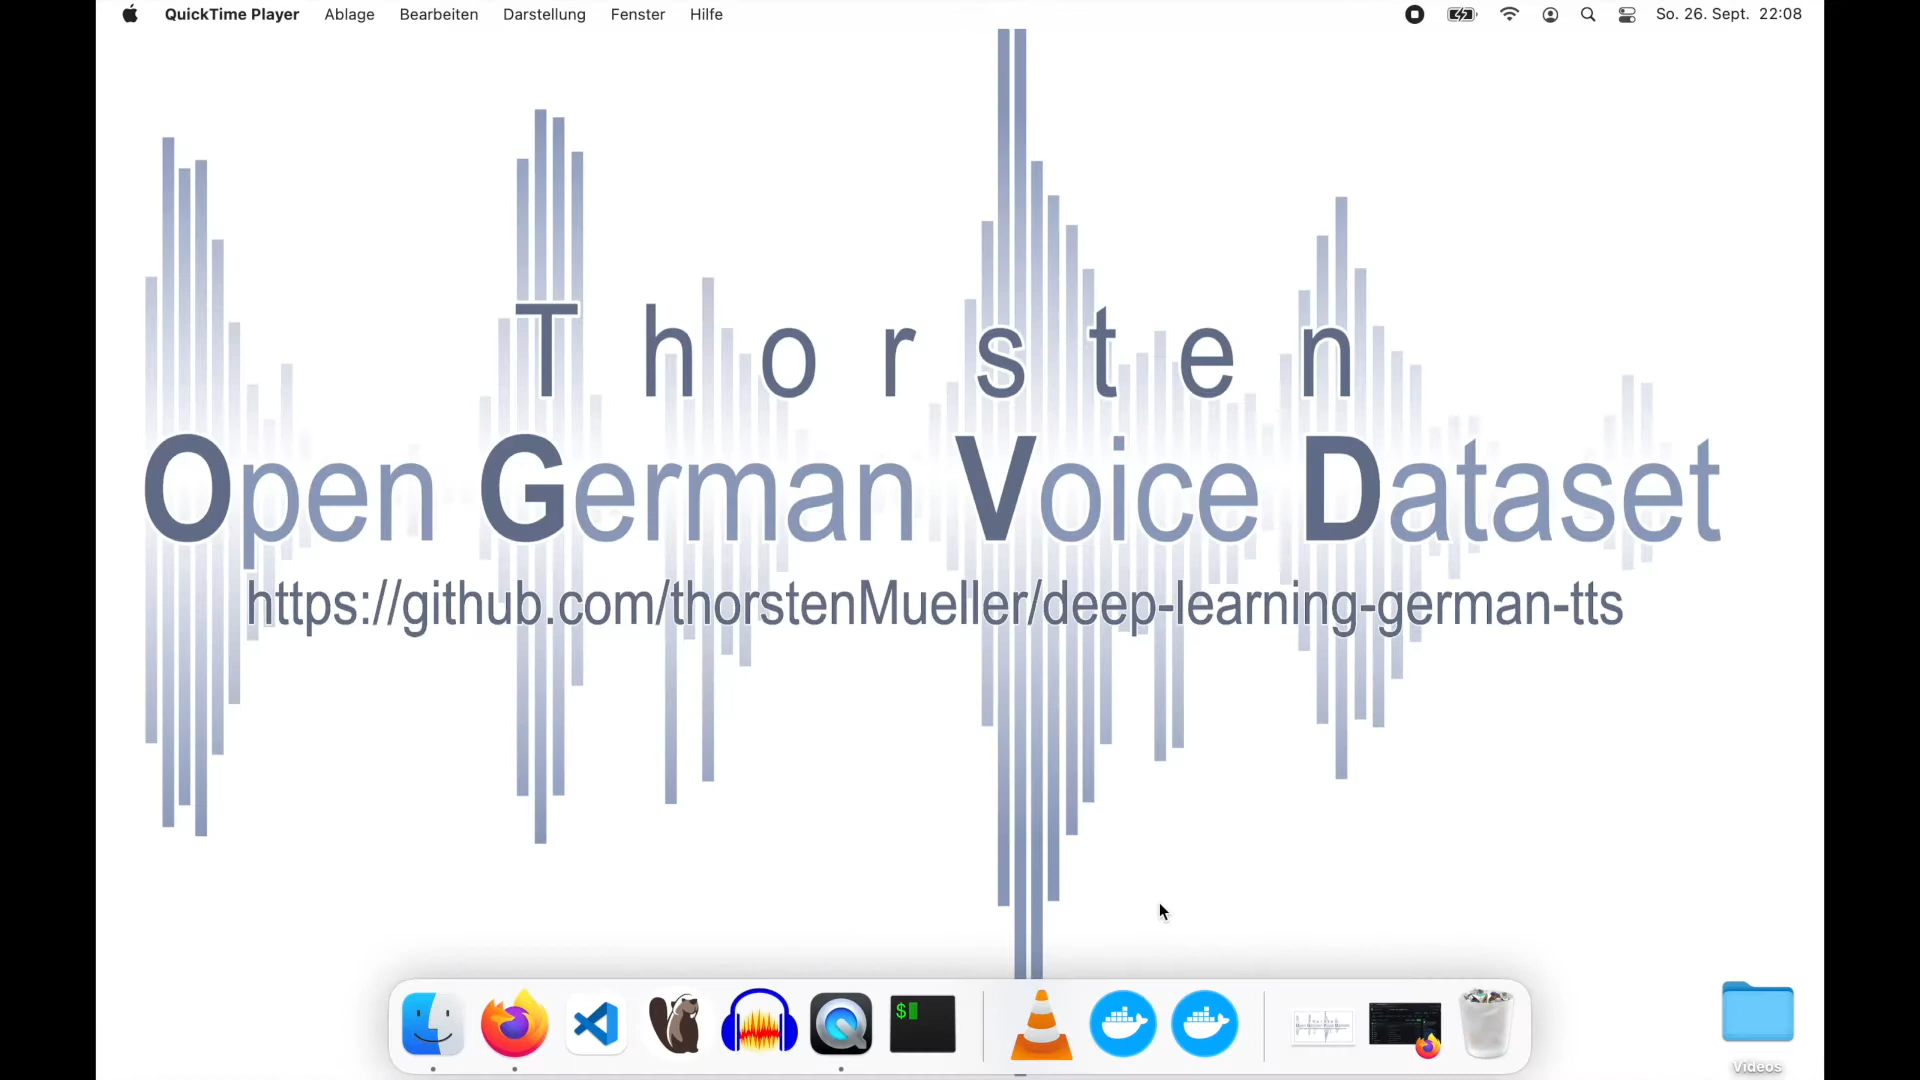 QuickTime Player Ablage Bearbeiten Darstellung Fenster Hilfe So. 26. Sept. 22:08
Thorsten
Open German Voice Dataset
https://github.com/thorstenMueller/deep-learning-german-tts
$
Videos